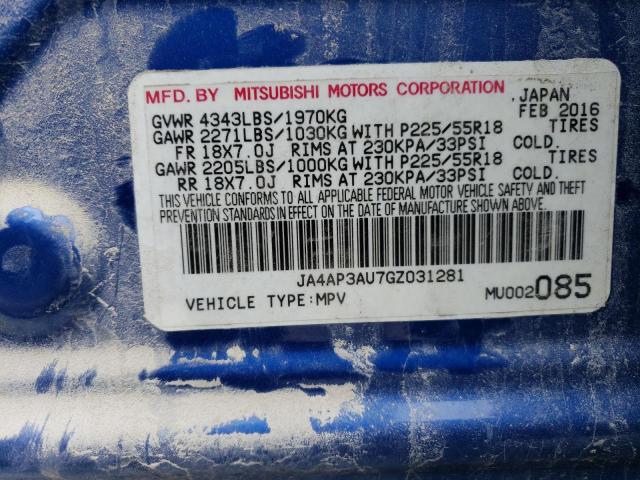 MFD. BY MITSUBISHI MOTORS CORPORATION , JAPAN
GVWR 4343LBS/1970KG FEB 2016
GAWR 2271LBS/1030KG WITH P225/55R18 TIRES
FR 18X7.0J RIMS AT 230KPA/33PSI COLD.
GAWR 2205LBS/1000KG WITH P225/55R18 TIRES
RR 18X7.0J RIMS AT 230KPA/33PSI COLD.
THIS VEHICLE CONFORMS TO ALL APPLICABLE FEDERAL MOTOR VEHICLE SAFETY AND THEFT
PREVENTION STANDARDS IN EFFECT ON THE DATE OF MANUFACTURE SHOWN ABOVE.
JA4AP3AU7GZ031281
VEHICLE TYPE:MPV MU002085